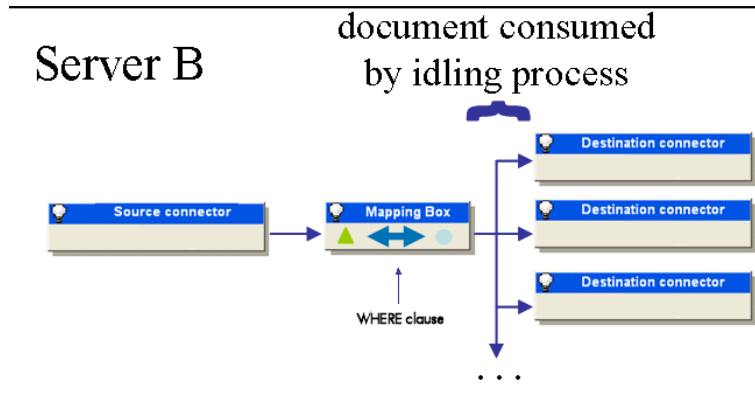 document consumed
Server B
by idling process
Destination connector
Source connector
Mapping Box
Destination connector
Destination connector
WHERE clause
. . .